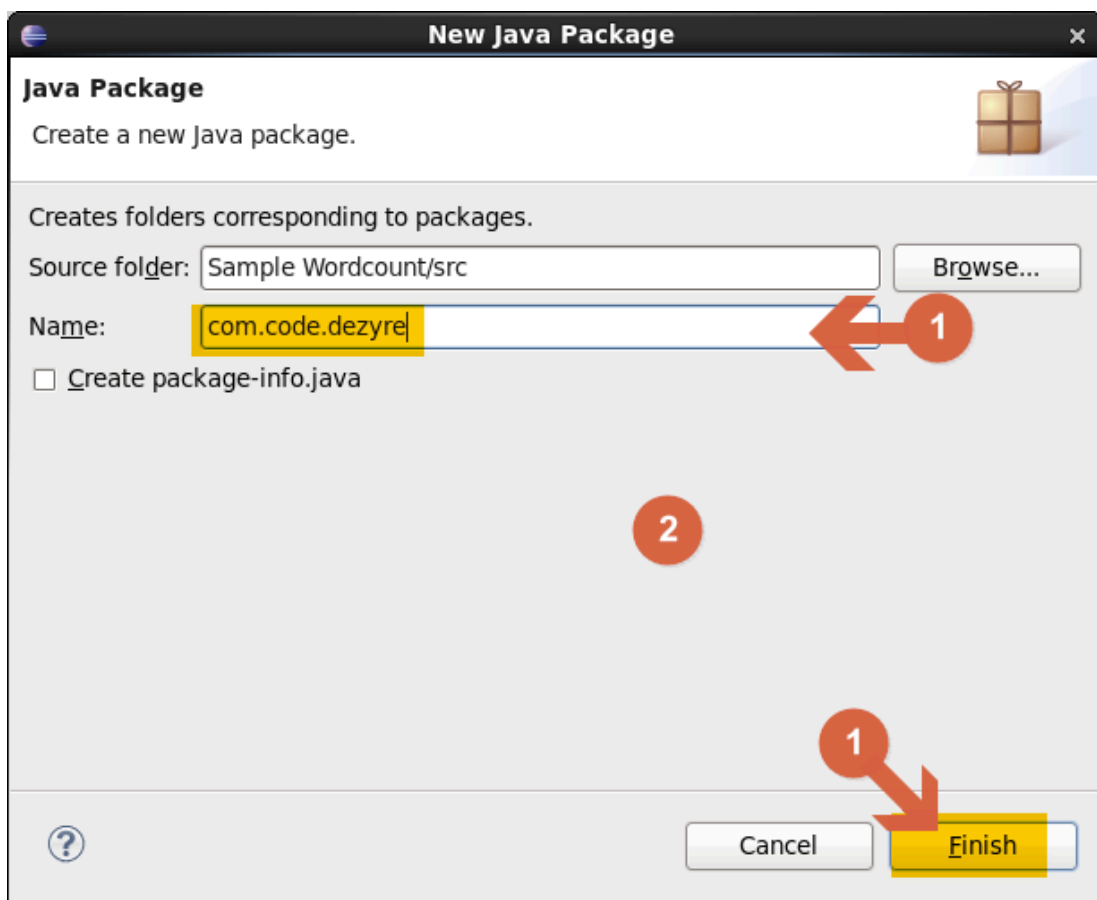 New Java Package
Java Package
Create a new Java package.
Creates folders corresponding to packages.
Source folder: Sample Wordcount/src Browse...
Name: com.code.dezyre 1
Create package-info.java
2
1
? Cancel Finish